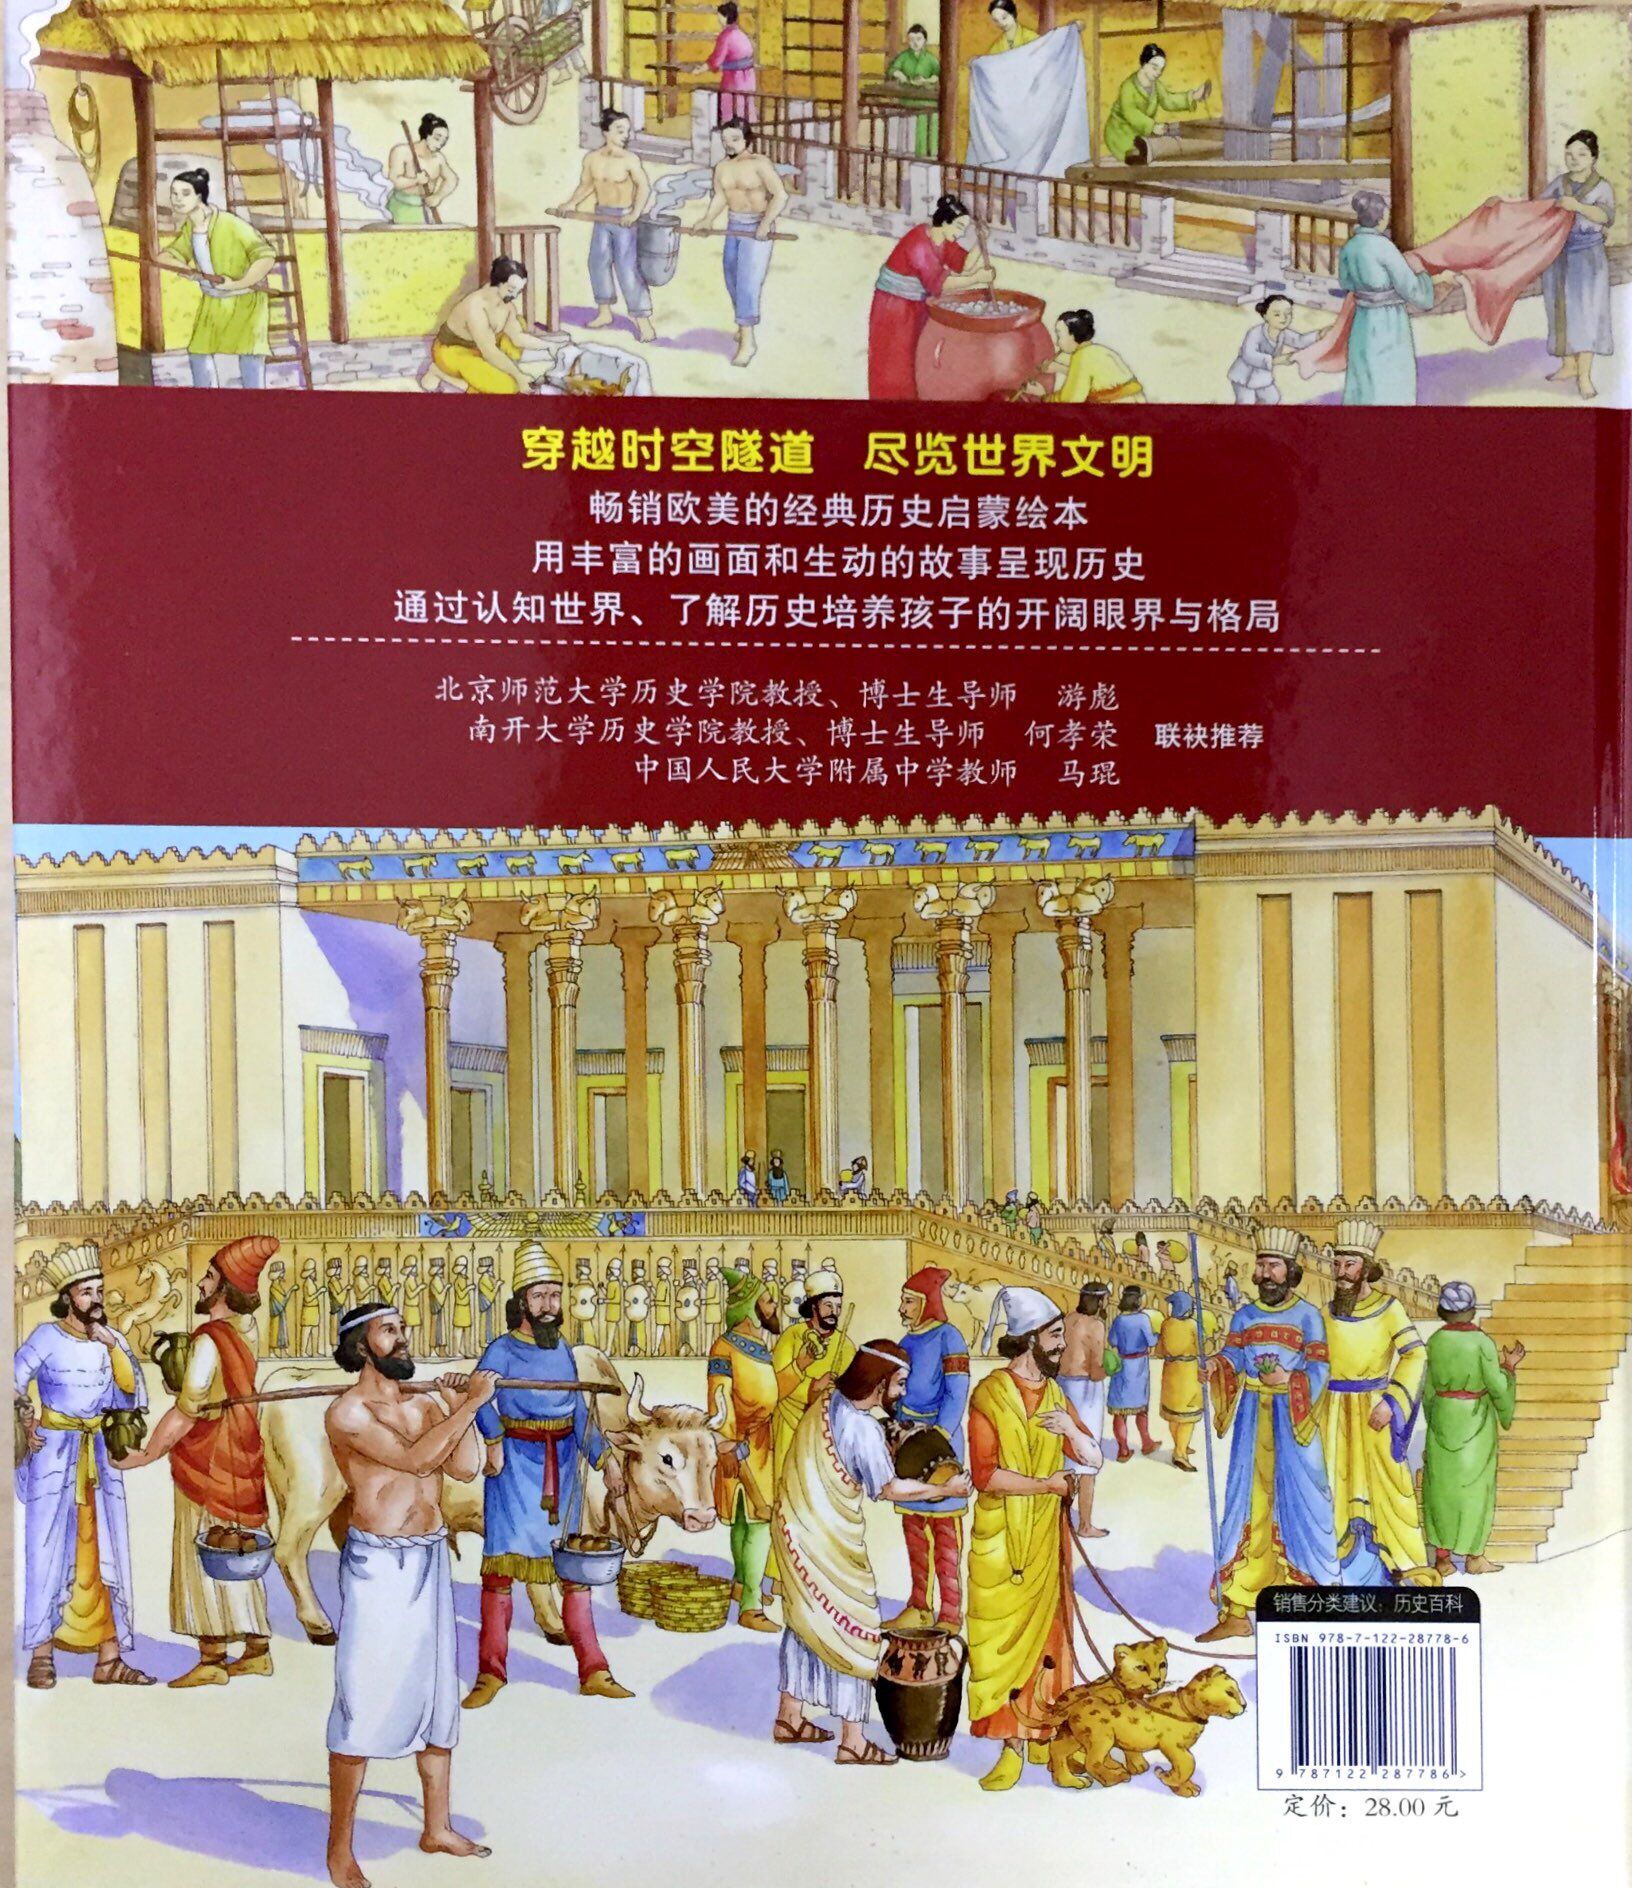 穿越时空隧道 尽览世界文明
畅销欧美的经典历史启蒙绘本
用丰富的画面和生动的故事呈现历史
通过认知世界、了解历史培养孩子的开阔眼界与格局
北京师范大学历史学院教授、博士生导师 游彪
南开大学历史学院教授、博士生导师 何孝荣 联袂推荐
中国人民大学附属中学教师 马琨
销售分类建议：历史百科
ISBN 978-7-122-28778-6
9 787122 287786 >
定价：28.00 元